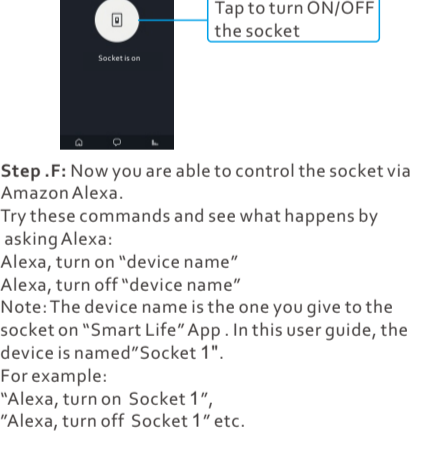 Tap to turn ON/OFF
the socket
Socket is on
Step .F: Now you are able to control the socket via
Amazon Alexa.
Try these commands and see what happens by
asking Alexa:
Alexa, turn on “device name”
Alexa, turn off “device name”
Note: The device name is the one you give to the
socket on “Smart Life” App . In this user guide, the
device is named”Socket 1".
For example:
“Alexa, turn on Socket 1”,
”Alexa, turn off Socket 1” etc.